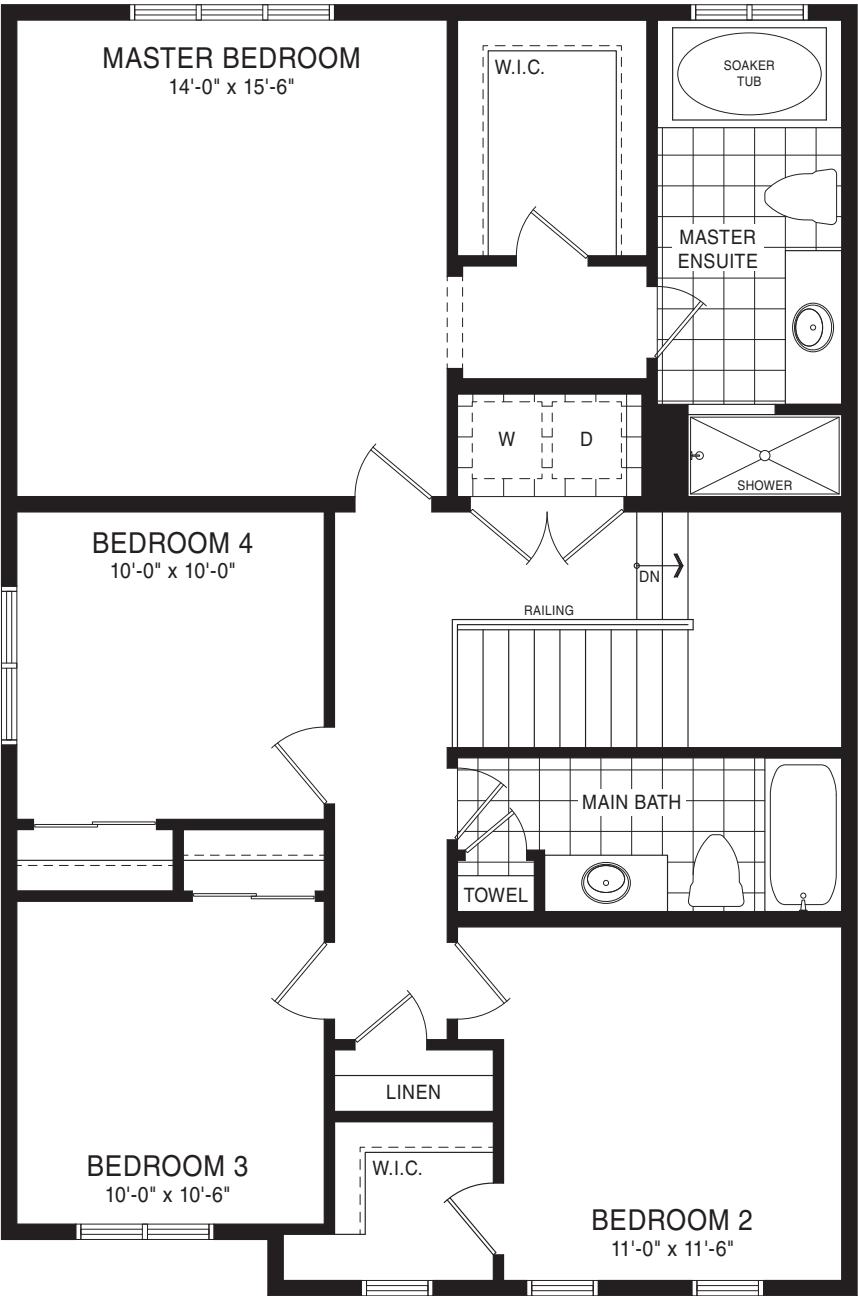 MASTER BEDROOM
14'-0" x 15'-6"
W.I.C.
SOAKER
TUB
MASTER
ENSUITE
W
D
SHOWER
BEDROOM 4
10'-0" x 10'-0"
DN
RAILING
MAIN BATH
TOWEL
LINEN
BEDROOM 3
10'-0" x 10'-6"
W.I.C.
BEDROOM 2
11'-0" x 11'-6"